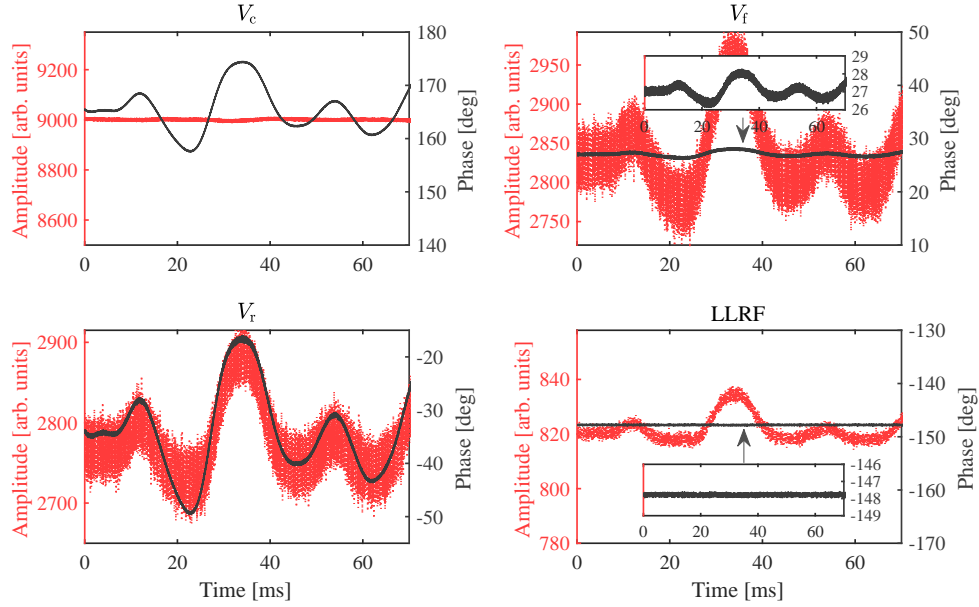 V_c
V_f
Amplitude [arb. units]
9200
9000
8800
8600
180
170
160
150
140
Phase [deg]
0 20 40 60
Amplitude [arb. units]
2950
2900
2850
2800
2750
50
40
30
20
10
Phase [deg]
29
28
27
26
0 20 40 60
0 20 40 60
V_r
LLRF
Amplitude [arb. units]
2900
2800
2700
-20
-30
-40
-50
Phase [deg]
0 20 40 60
Time [ms]
Amplitude [arb. units]
840
820
800
780
-130
-140
-150
-160
-170
Phase [deg]
-146
-147
-148
-149
0 20 40 60
0 20 40 60
Time [ms]